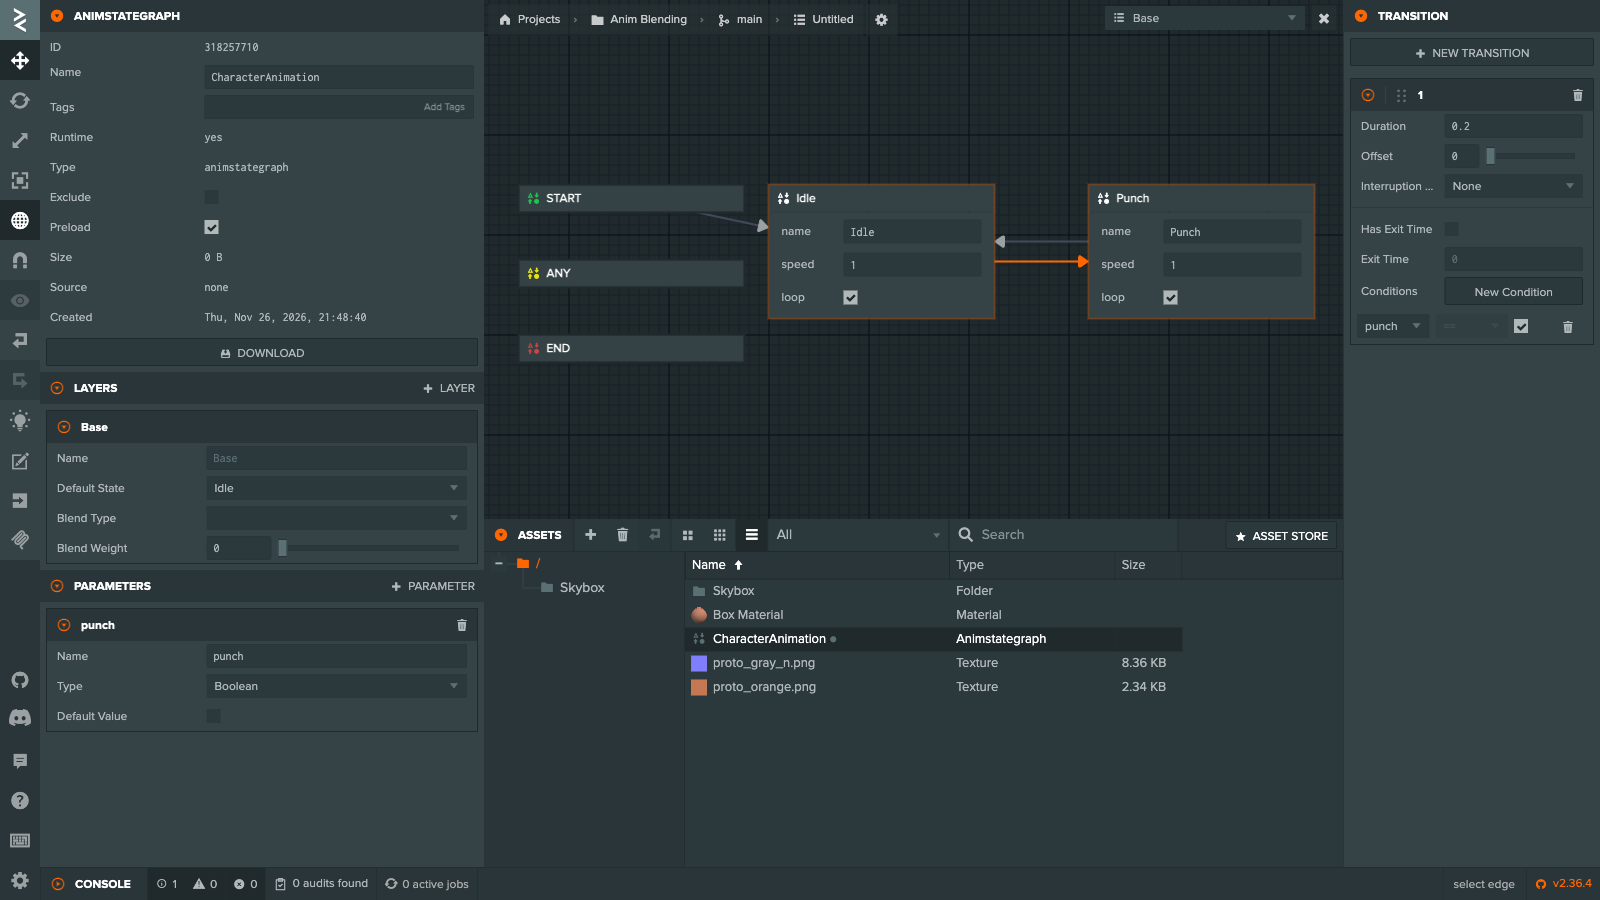 ANIMSTATEGRAPH
ID
318257710
Name
CharacterAnimation
Tags
Add Tags
Runtime
yes
Type
animstategraph
Exclude
Preload
Size
0 B
Source
none
Created
Thu, Nov 26, 2026, 21:48:40
DOWNLOAD
LAYERS
LAYER
Base
Name
Base
Default State
Idle
Blend Type
Blend Weight
0
PARAMETERS
PARAMETER
punch
Name
punch
Type
Boolean
Default Value
Projects
Anim Blending
main
Untitled
Base
START
ANY
END
Idle
name
Idle
speed
1
loop
Punch
name
Punch
speed
1
loop
ASSETS
All
Search
ASSET STORE
/
Skybox
Name
Type
Size
Skybox
Folder
Box Material
Material
CharacterAnimation
Animstategraph
proto_gray_n.png
Texture
8.36 KB
proto_orange.png
Texture
2.34 KB
TRANSITION
NEW TRANSITION
1
Duration
0.2
Offset
0
Interruption ...
None
Has Exit Time
Exit Time
0
Conditions
New Condition
punch
==
CONSOLE
1
0
0
0 audits found
0 active jobs
select edge
v2.36.4